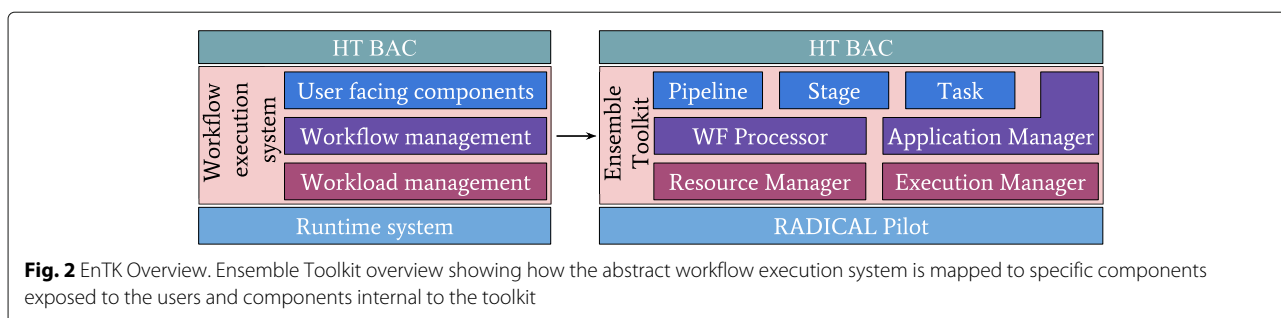 HT BAC
Workflow
execution
system
User facing components
Workflow management
Workload management
Runtime system
HT BAC
Ensemble
Toolkit
Pipeline
Stage
Task
WF Processor
Application Manager
Resource Manager
Execution Manager
RADICAL Pilot
Fig. 2 EnTK Overview. Ensemble Toolkit overview showing how the abstract workflow execution system is mapped to specific components
exposed to the users and components internal to the toolkit